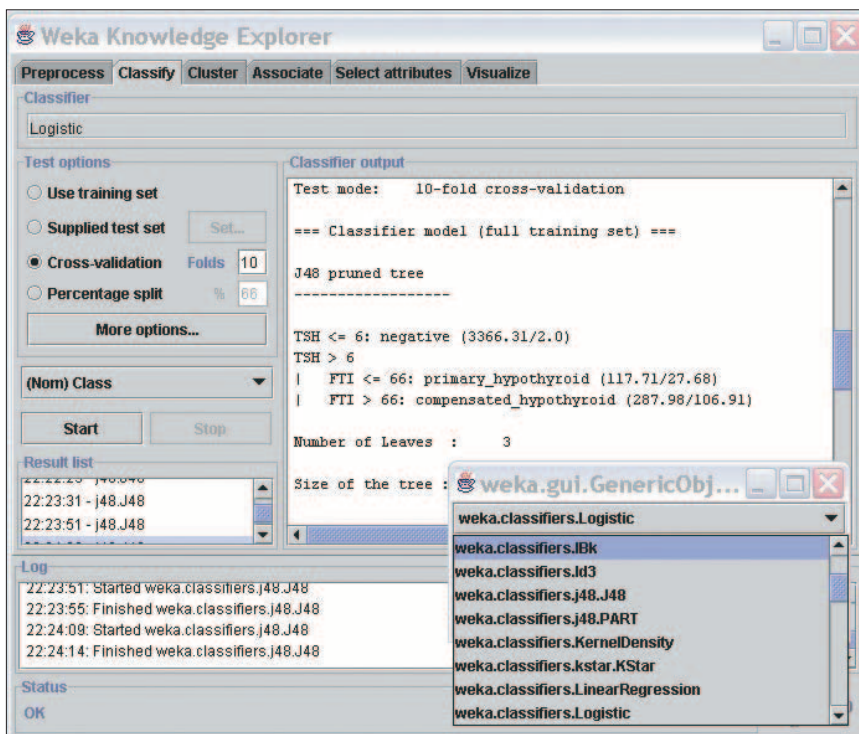 Weka Knowledge Explorer
Preprocess Classify Cluster Associate Select attributes Visualize
Classifier
Logistic
Test options
Use training set
Supplied test set Set...
Cross-validation Folds 10
Percentage split % 66
More options...
(Nom) Class
Start Stop
Result list
22:23:31 - j48.J48
22:23:51 - j48.J48
Classifier output
Test mode: 10-fold cross-validation
=== Classifier model (full training set) ===
J48 pruned tree
------------------
TSH <= 6: negative (3366.31/2.0)
TSH > 6
| FTI <= 66: primary_hypothyroid (117.71/27.68)
| FTI > 66: compensated_hypothyroid (287.98/106.91)
Number of Leaves : 3
Size of the tree :
weka.gui.GenericObj...
weka.classifiers.Logistic
weka.classifiers.IBk
weka.classifiers.Id3
weka.classifiers.j48.J48
weka.classifiers.j48.PART
weka.classifiers.KernelDensity
weka.classifiers.kstar.KStar
weka.classifiers.LinearRegression
weka.classifiers.Logistic
Log
22:23:51: Started weka.classifiers.j48.J48
22:23:55: Finished weka.classifiers.j48.J48
22:24:09: Started weka.classifiers.j48.J48
22:24:14: Finished weka.classifiers.j48.J48
Status
OK